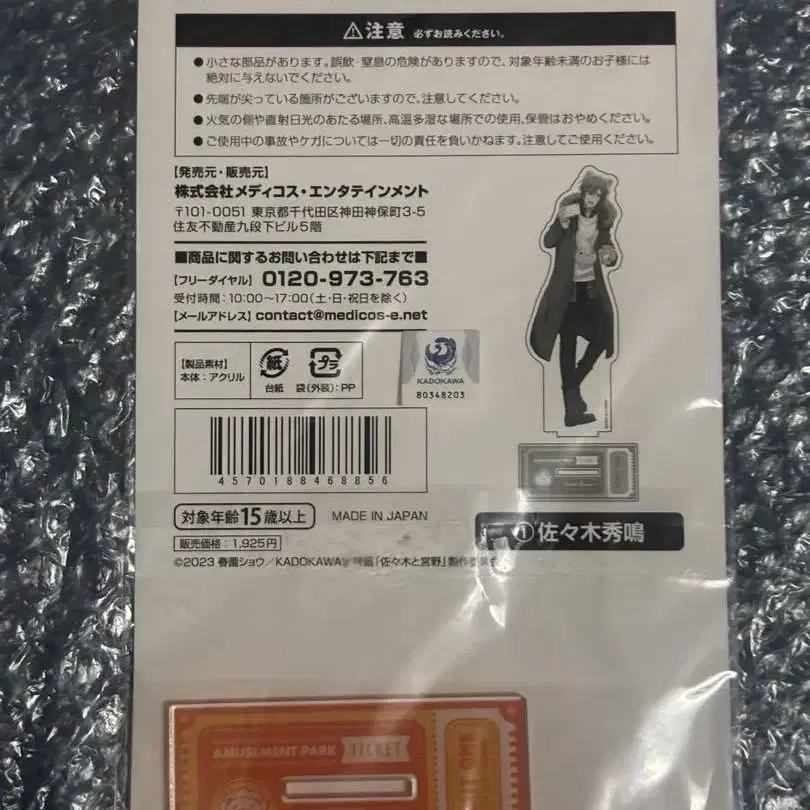 ⚠注意 必ずお読みください。
●小さな部品があります。誤飲・窒息の危険がありますので、対象年齢未満のお子様には
絶対に与えないでください。
●先端が尖っている箇所がございますので、注意してください。
●火気の側や直射日光のあたる場所、高温多湿な場所での使用、保管はおやめください。
●ご使用中の事故やケガについては一切の責任を負いかねます。注意してご使用ください。
【発売元・販売元】
株式会社メディコス・エンタテインメント
〒101-0051 東京都千代田区神田神保町3-5
住友不動産九段下ビル5階
■商品に関するお問い合わせは下記まで■
【フリーダイヤル】 0120-973-763
受付時間:10:00〜17:00(土・日・祝日を除く)
【メールアドレス】 contact@medicos-e.net
【製品素材】
本体:アクリル
紙
台紙
プラ
袋(外装):PP
KADOKAWA
80348203
4570188468856
対象年齢15歳以上
MADE IN JAPAN
販売価格:1,925円
①佐々木秀鳴
©2023 春園ショウ/KADOKAWA/映画「佐々木と宮野」製作委員会
AMUSEMENT PARK TICKET